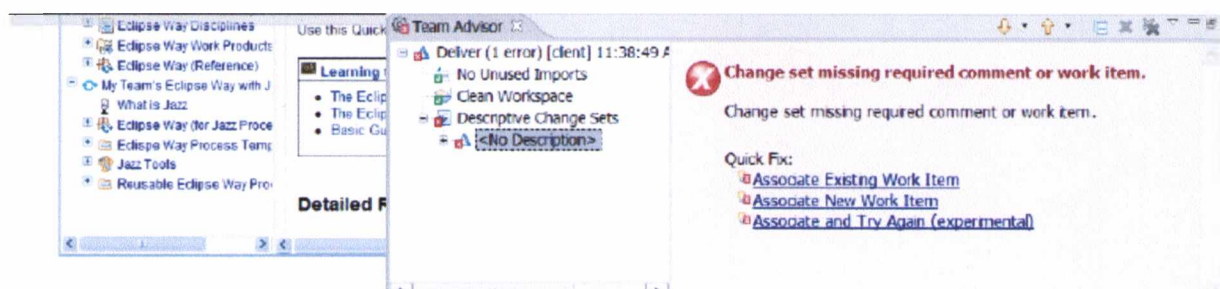 Eclipse Way Disciplines
Eclipse Way Work Products
Eclipse Way (Reference)
My Team's Eclipse Way with J
What is Jazz
Eclipse Way (for Jazz Proce
Eclispe Way Process Temp
Jazz Tools
Reusable Eclipse Way Pro
Use this Quick
Learning
The Eclip
The Eclip
Basic Gu
Detailed R
Team Advisor
Deliver (1 error) [client] 11:38:49 A
No Unused Imports
Clean Workspace
Descriptive Change Sets
<No Description>
Change set missing required comment or work item.
Change set missing required comment or work item.
Quick Fix:
Associate Existing Work Item
Associate New Work Item
Associate and Try Again (experimental)